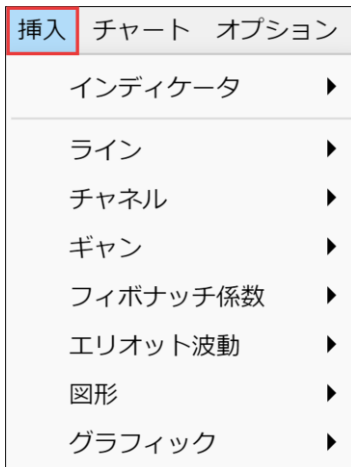 挿入 チャート オプション
インディケータ
ライン
チャネル
ギャン
フィボナッチ係数
エリオット波動
図形
グラフィック